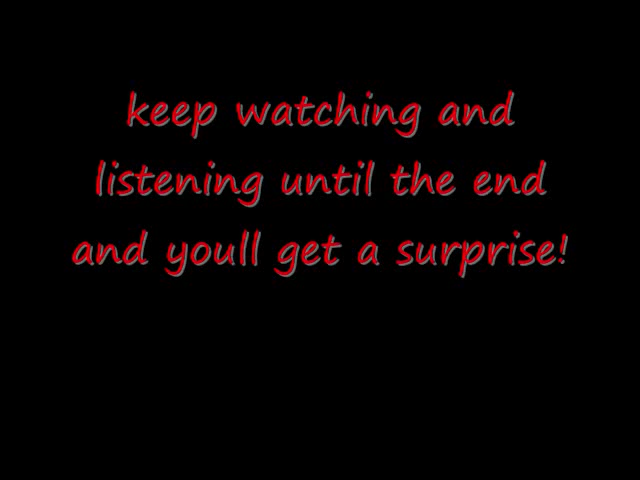 keep watching and
listening until the end
and youll get a surprise!